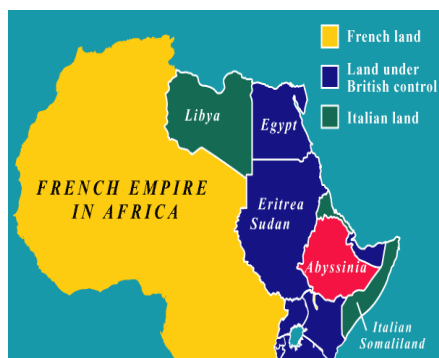 French land
Land under
British control
Italian land
Libya
Egypt
FRENCH EMPIRE
IN AFRICA
Eritrea
Sudan
Abyssinia
Italian
Somaliland